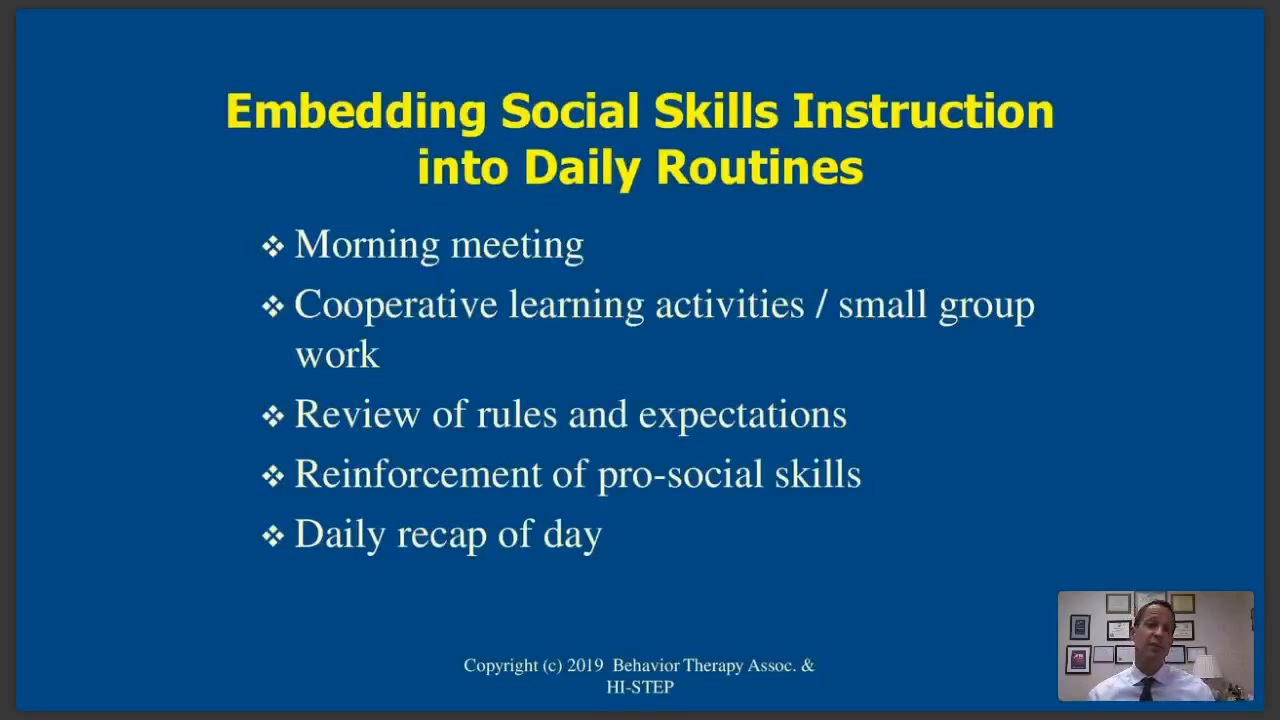 Embedding Social Skills Instruction
into Daily Routines
❖ Morning meeting
❖ Cooperative learning activities / small group
work
❖ Review of rules and expectations
❖ Reinforcement of pro-social skills
❖ Daily recap of day
Copyright (c) 2019 Behavior Therapy Assoc. &
HI-STEP